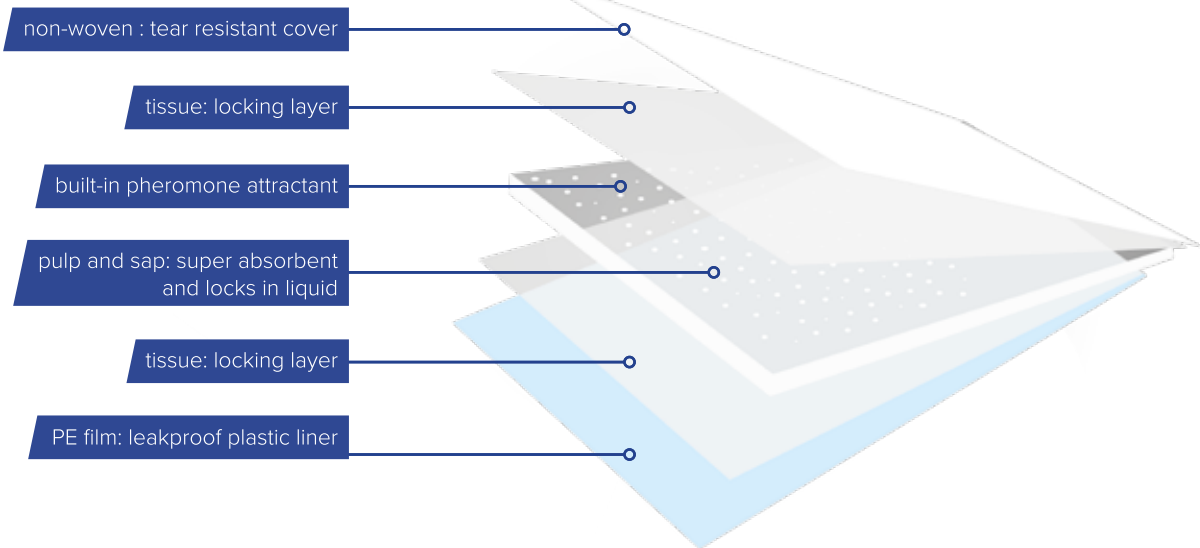 non-woven : tear resistant cover
tissue: locking layer
built-in pheromone attractant
pulp and sap: super absorbent
and locks in liquid
tissue: locking layer
PE film: leakproof plastic liner